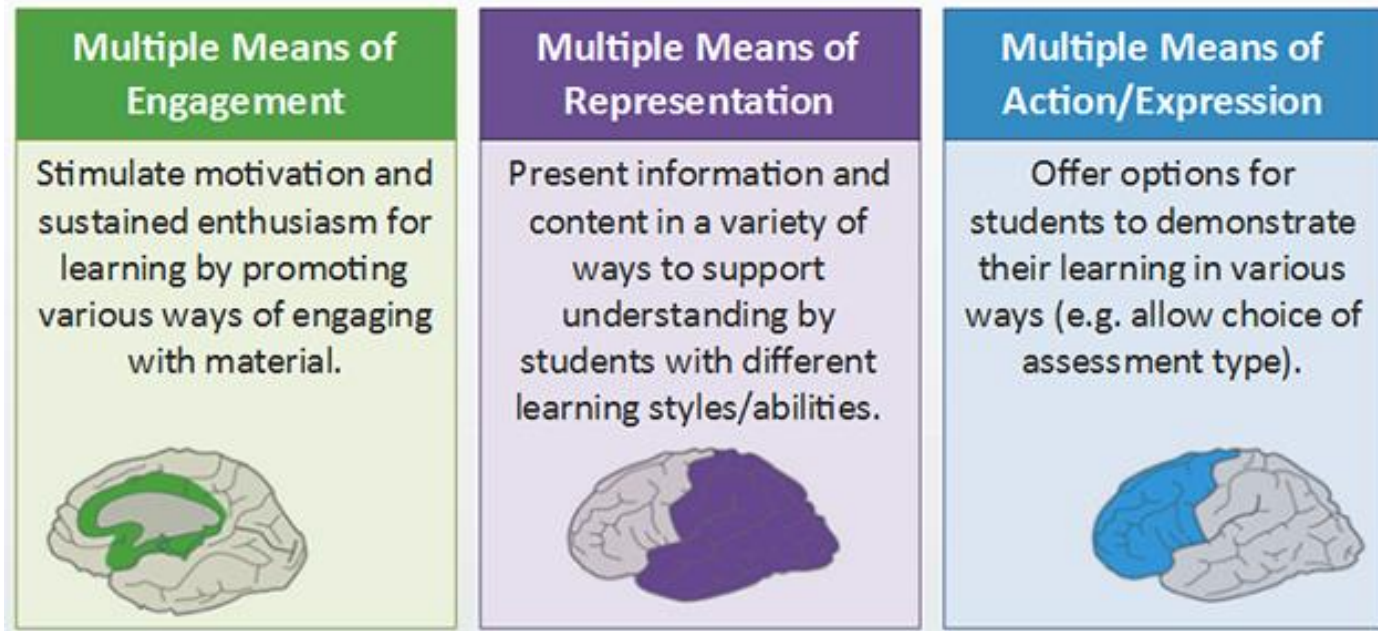 Multiple Means of
Engagement
Stimulate motivation and
sustained enthusiasm for
learning by promoting
various ways of engaging
with material.
Multiple Means of
Representation
Present information and
content in a variety of
ways to support
understanding by
students with different
learning styles/abilities.
Multiple Means of
Action/Expression
Offer options for
students to demonstrate
their learning in various
ways (e.g. allow choice of
assessment type).